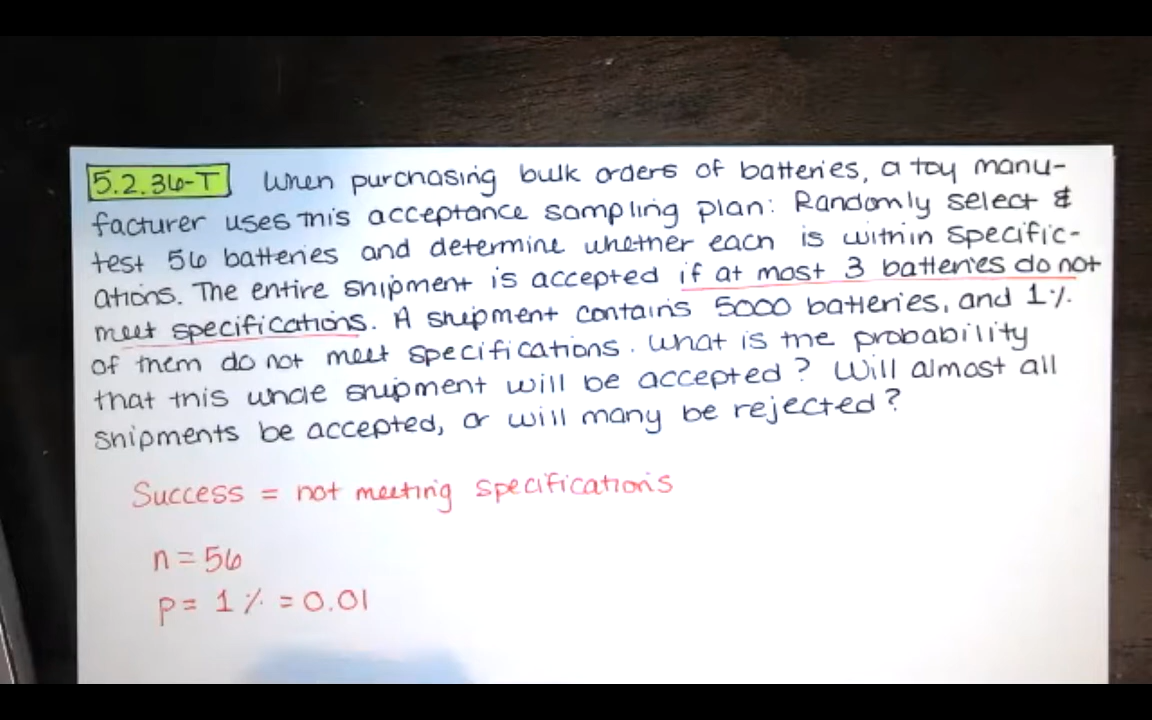 5.2.36-T When purchasing bulk orders of batteries, a toy manu-
facturer uses this acceptance sampling plan: Randomly select &
test 56 batteries and determine whether each is within specific-
ations. The entire shipment is accepted if at most 3 batteries do not
meet specifications. A shipment contains 5000 batteries, and 1%
of them do not meet specifications. What is the probability
that this whole shipment will be accepted? Will almost all
shipments be accepted, or will many be rejected?
Success = not meeting specifications
n = 56
p = 1% = 0.01